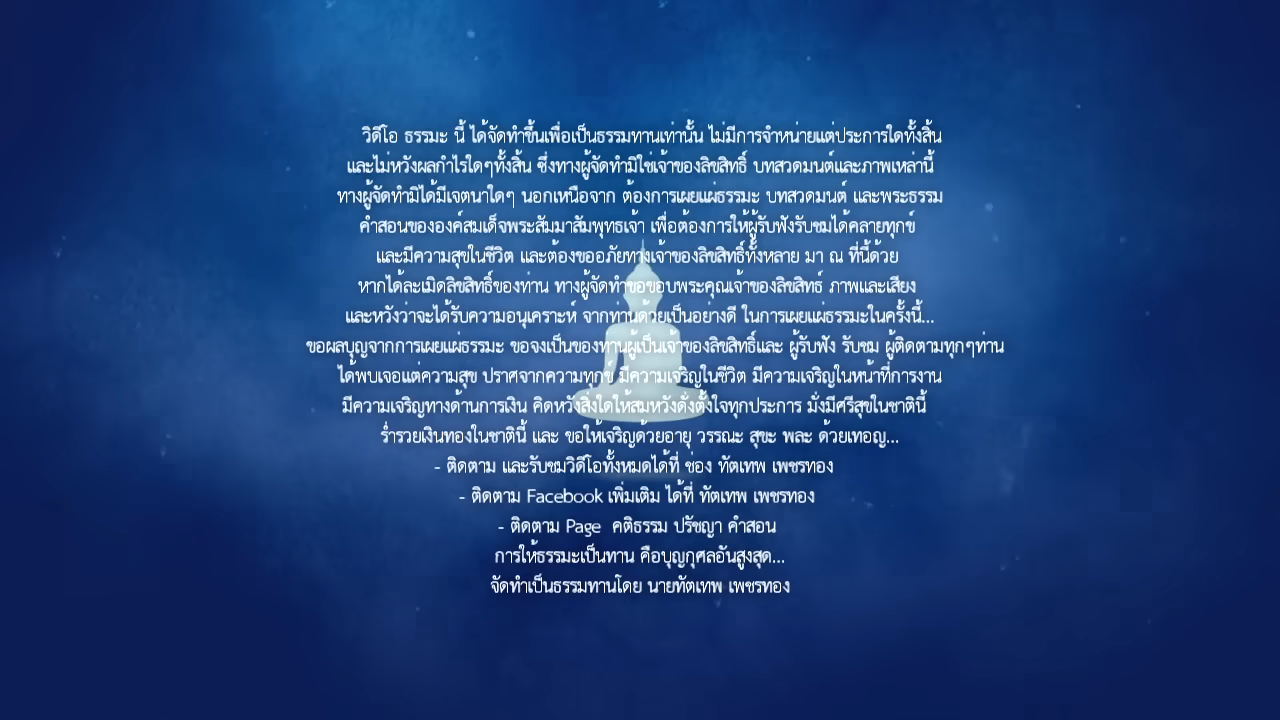 วิดีโอ ธรรมะ นี้ ได้จัดทำขึ้นเพื่อเป็นธรรมทานเท่านั้น ไม่มีการจำหน่ายแต่ประการใดทั้งสิ้น
และไม่หวังผลกำไรใดๆทั้งสิ้น ซึ่งทางผู้จัดทำมิใช่เจ้าของลิขสิทธิ์ บทสวดมนต์และภาพเหล่านี้
ทางผู้จัดทำมิได้มีเจตนาใดๆ นอกเหนือจาก ต้องการเผยแผ่ธรรมะ บทสวดมนต์ และพระธรรม
คำสอนขององค์สมเด็จพระสัมมาสัมพุทธเจ้า เพื่อต้องการให้ผู้รับฟังรับชมได้คลายทุกข์
และมีความสุขในชีวิต และต้องขออภัยทางเจ้าของลิขสิทธิ์ทั้งหลาย มา ณ ที่นี้ด้วย
หากได้ละเมิดลิขสิทธิ์ของท่าน ทางผู้จัดทำขอขอบพระคุณเจ้าของลิขสิทธ์ ภาพและเสียง
และหวังว่าจะได้รับความอนุเคราะห์ จากท่านด้วยเป็นอย่างดี ในการเผยแผ่ธรรมะในครั้งนี้...
ขอผลบุญจากการเผยแผ่ธรรมะ ขอจงเป็นของท่านผู้เป็นเจ้าของลิขสิทธิ์และ ผู้รับฟัง รับชม ผู้ติดตามทุกๆท่าน
ได้พบเจอแต่ความสุข ปราศจากความทุกข์ มีความเจริญในชีวิต มีความเจริญในหน้าที่การงาน
มีความเจริญทางด้านการเงิน คิดหวังสิ่งใดให้สมหวังดั่งตั้งใจทุกประการ มั่งมีศรีสุขในชาตินี้
ร่ำรวยเงินทองในชาตินี้ และ ขอให้เจริญด้วยอายุ วรรณะ สุขะ พละ ด้วยเทอญ...
- ติดตาม และรับชมวิดีโอทั้งหมดได้ที่ ช่อง ทัตเทพ เพชรทอง
- ติดตาม Facebook เพิ่มเติม ได้ที่ ทัตเทพ เพชรทอง
- ติดตาม Page คติธรรม ปรัชญา คำสอน
การให้ธรรมะเป็นทาน คือบุญกุศลอันสูงสุด...
จัดทำเป็นธรรมทานโดย นายทัตเทพ เพชรทอง